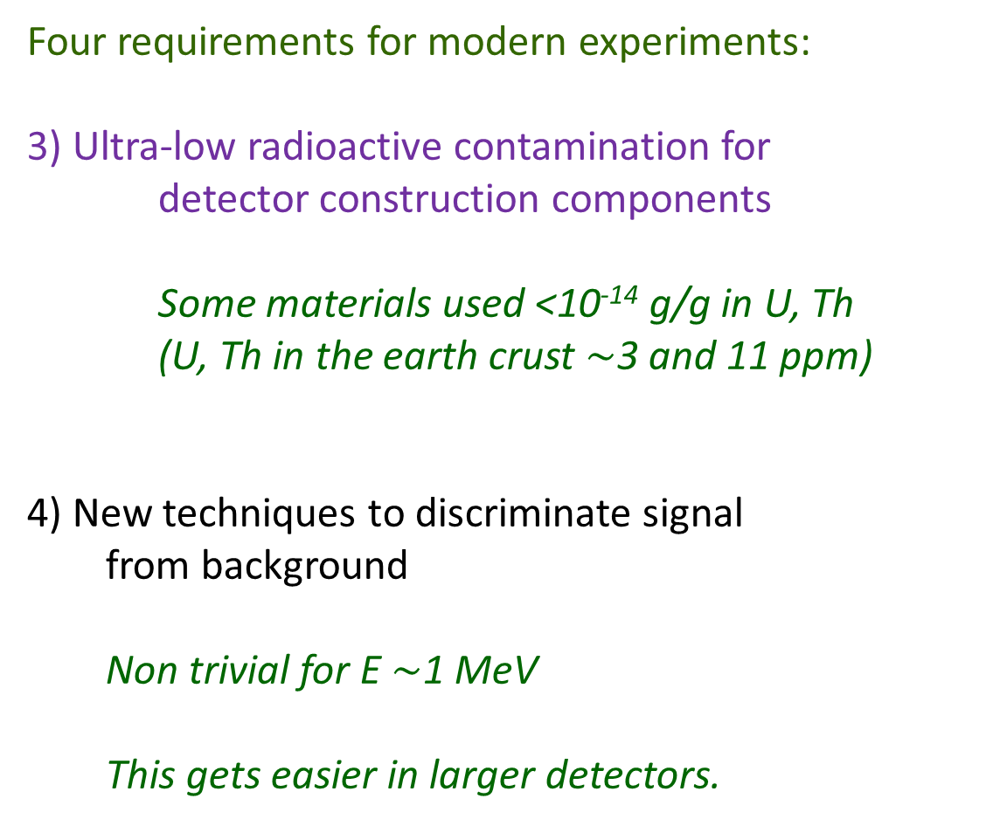 Four requirements for modern experiments:
3) Ultra-low radioactive contamination for
detector construction components
Some materials used <10⁻¹⁴ g/g in U, Th
(U, Th in the earth crust ~3 and 11 ppm)
4) New techniques to discriminate signal
from background
Non trivial for E ~1 MeV
This gets easier in larger detectors.